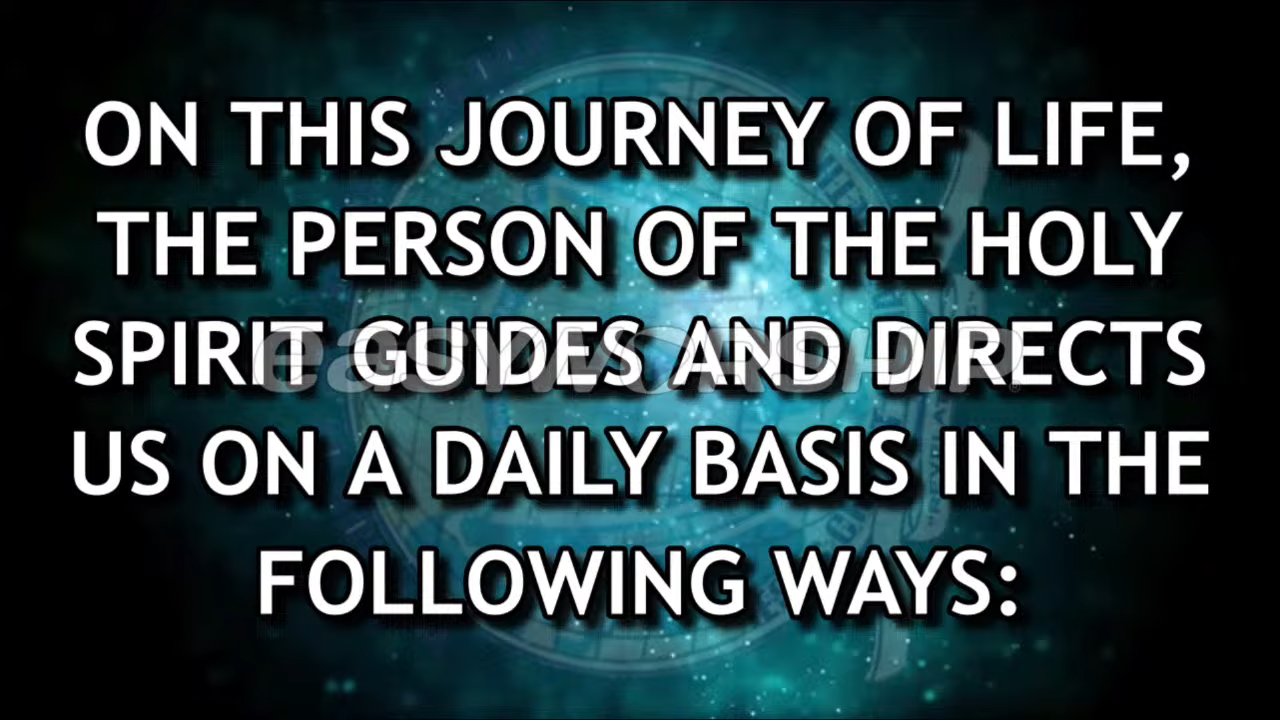 ON THIS JOURNEY OF LIFE,
THE PERSON OF THE HOLY
SPIRIT GUIDES AND DIRECTS
easyworship
US ON A DAILY BASIS IN THE
FOLLOWING WAYS: